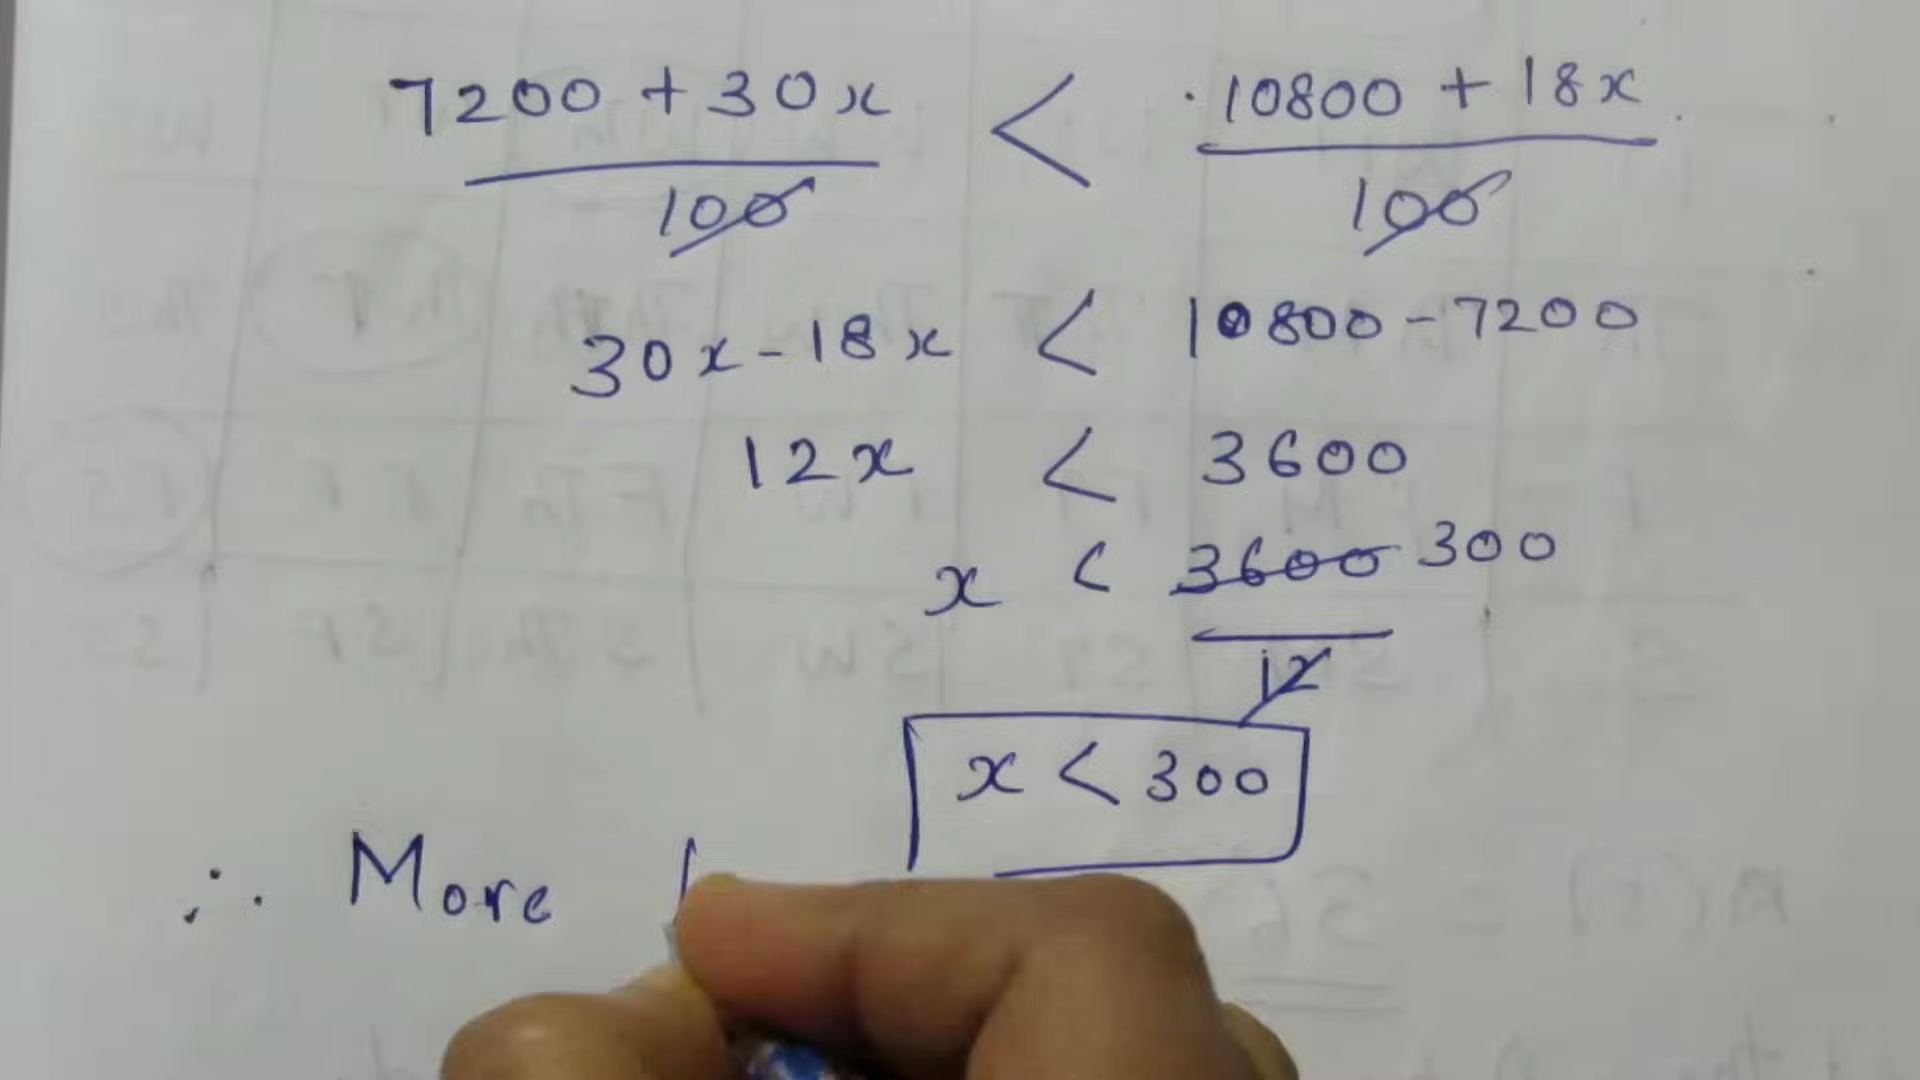 7200 + 30x < 10800 + 18x
100 100
30x - 18x < 10800 - 7200
12x < 3600
x < 3600 300
12
x < 300
∴ More